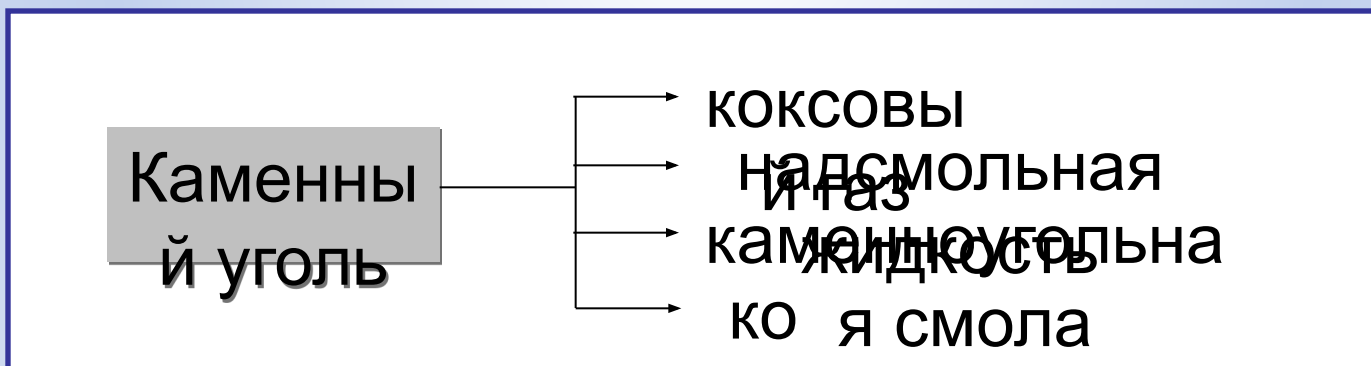 Каменны
й уголь
коксовы
й газ
надсмольная
жидкость
каменноугольна
я смола
ко